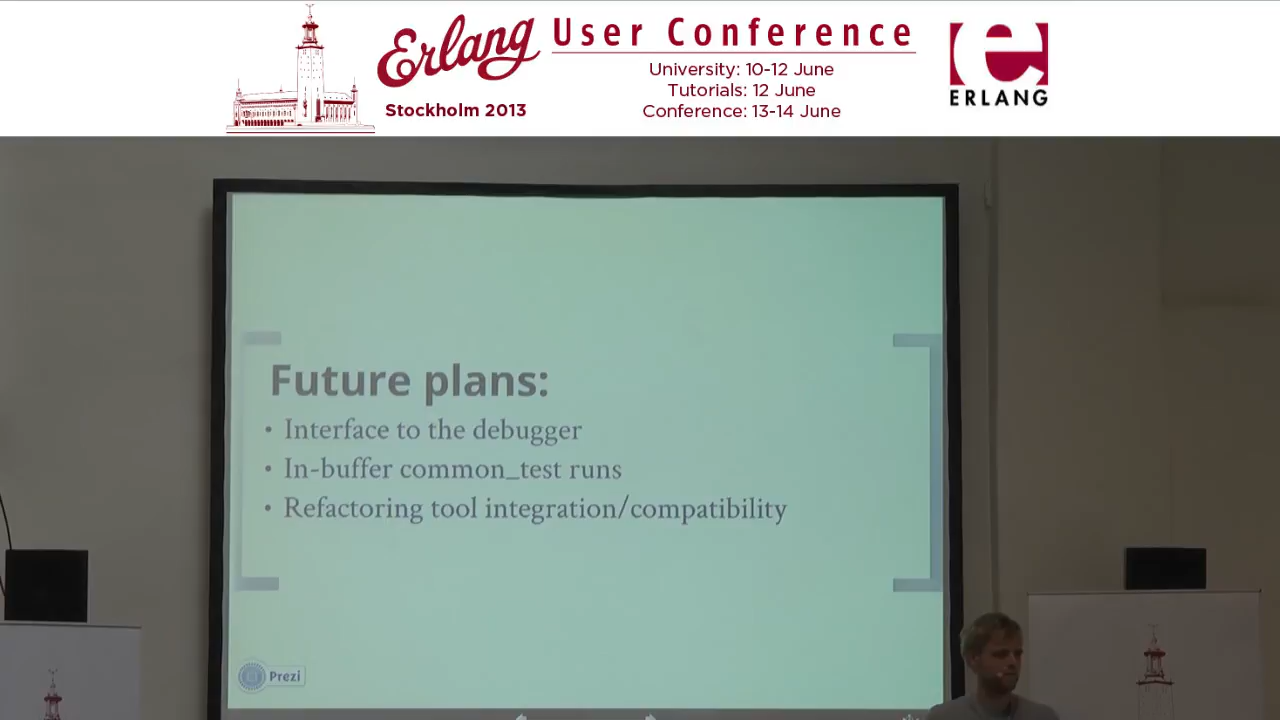 Erlang User Conference
Stockholm 2013
University: 10-12 June
Tutorials: 12 June
Conference: 13-14 June
ERLANG
Future plans:
• Interface to the debugger
• In-buffer common_test runs
• Refactoring tool integration/compatibility
Prezi